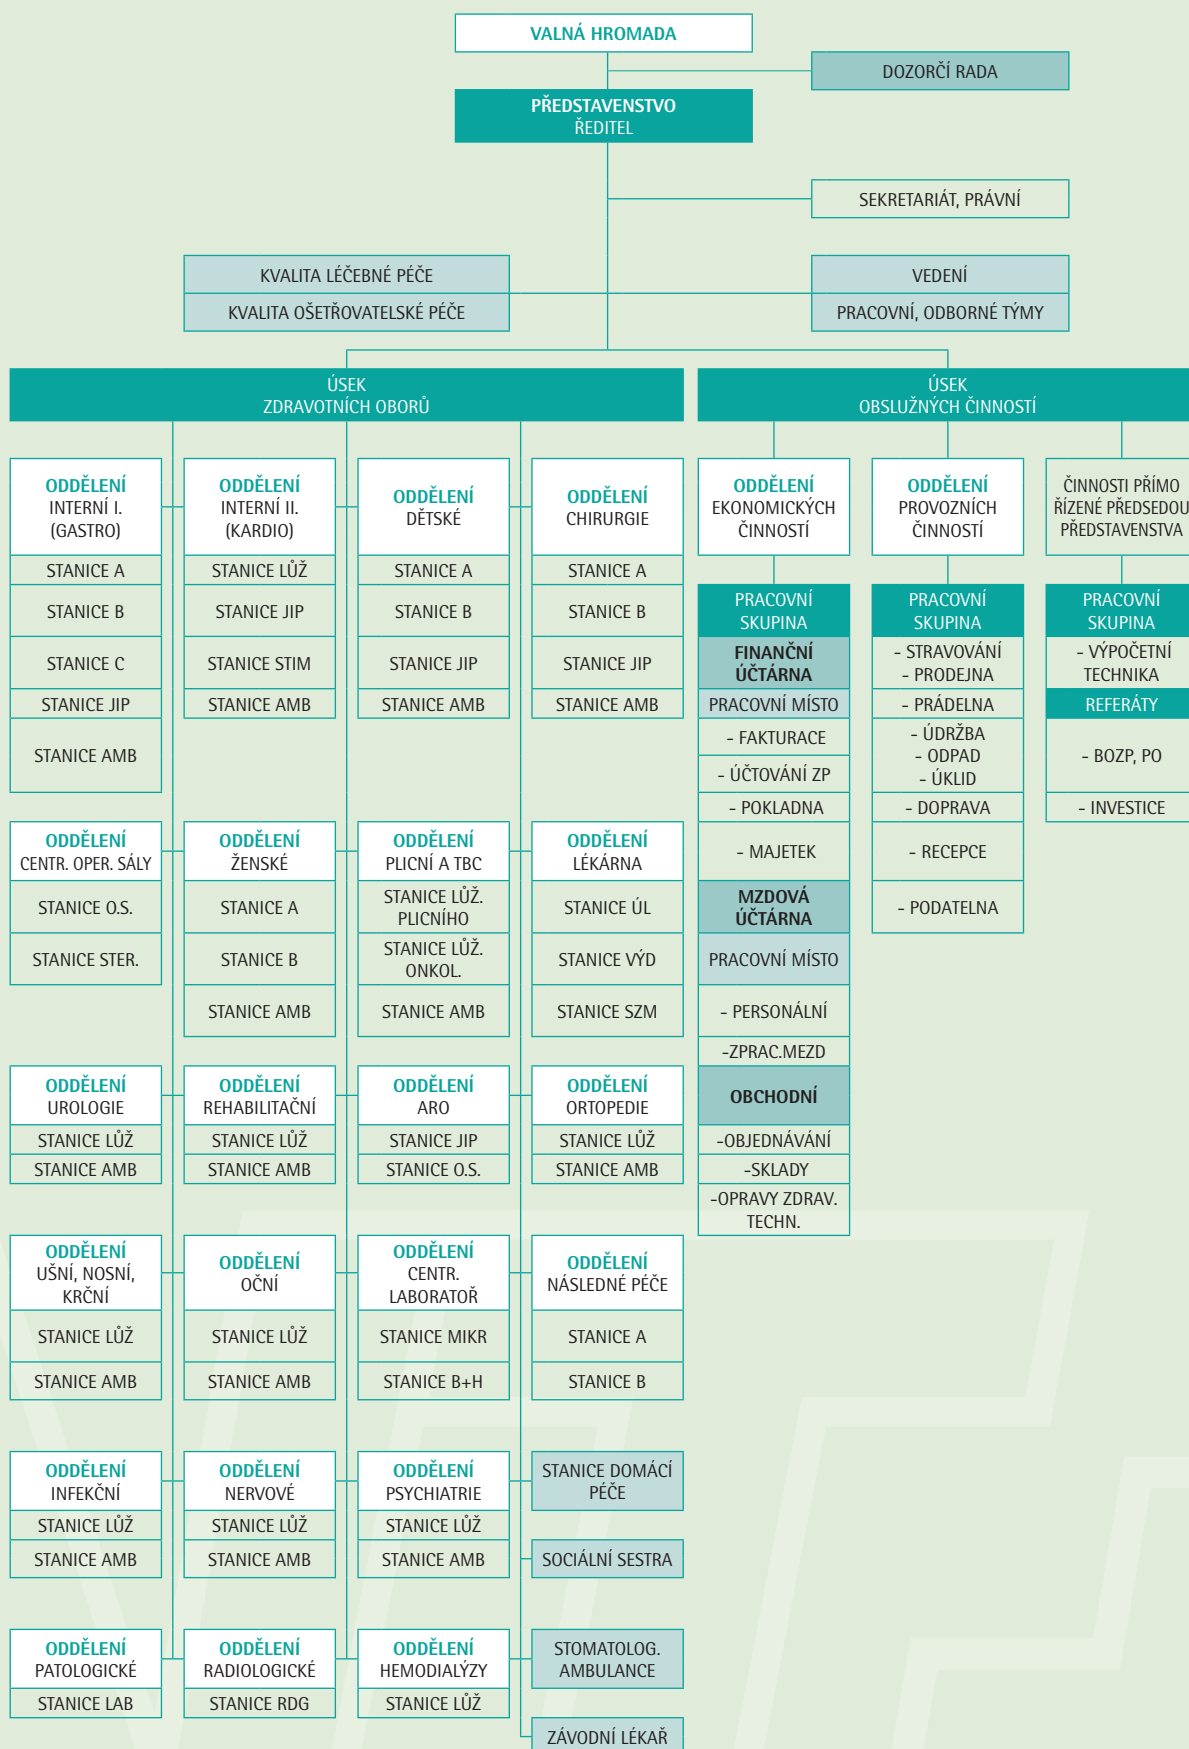 VALNÁ HROMADA
DOZORČÍ RADA
PŘEDSTAVENSTVO
ŘEDITEL
SEKRETARIÁT, PRÁVNÍ
KVALITA LÉČEBNÉ PÉČE
KVALITA OŠETŘOVATELSKÉ PÉČE
VEDENÍ
PRACOVNÍ, ODBORNÉ TÝMY
ÚSEK
ZDRAVOTNÍCH OBORŮ
ÚSEK
OBSLUŽNÝCH ČINNOSTÍ
ODDĚLENÍ
INTERNÍ I.
(GASTRO)
STANICE A
STANICE B
STANICE C
STANICE JIP
STANICE AMB
ODDĚLENÍ
INTERNÍ II.
(KARDIO)
STANICE LŮŽ
STANICE JIP
STANICE STIM
STANICE AMB
ODDĚLENÍ
DĚTSKÉ
STANICE A
STANICE B
STANICE JIP
STANICE AMB
ODDĚLENÍ
CHIRURGIE
STANICE A
STANICE B
STANICE JIP
STANICE AMB
ODDĚLENÍ
CENTR. OPER. SÁLY
STANICE O.S.
STANICE STER.
ODDĚLENÍ
ŽENSKÉ
STANICE A
STANICE B
STANICE AMB
ODDĚLENÍ
PLICNÍ A TBC
STANICE LŮŽ.
PLICNÍHO
STANICE LŮŽ.
ONKOL.
STANICE AMB
ODDĚLENÍ
LÉKÁRNA
STANICE ÚL
STANICE VÝD
STANICE SZM
ODDĚLENÍ
UROLOGIE
STANICE LŮŽ
STANICE AMB
ODDĚLENÍ
REHABILITAČNÍ
STANICE LŮŽ
STANICE AMB
ODDĚLENÍ
ARO
STANICE JIP
STANICE O.S.
ODDĚLENÍ
ORTOPEDIE
STANICE LŮŽ
STANICE AMB
ODDĚLENÍ
UŠNÍ, NOSNÍ,
KRČNÍ
STANICE LŮŽ
STANICE AMB
ODDĚLENÍ
OČNÍ
STANICE LŮŽ
STANICE AMB
ODDĚLENÍ
CENTR.
LABORATOŘ
STANICE MIKR
STANICE B+H
ODDĚLENÍ
NÁSLEDNÉ PÉČE
STANICE A
STANICE B
ODDĚLENÍ
INFEKČNÍ
STANICE LŮŽ
STANICE AMB
ODDĚLENÍ
NERVOVÉ
STANICE LŮŽ
STANICE AMB
ODDĚLENÍ
PSYCHIATRIE
STANICE LŮŽ
STANICE AMB
STANICE DOMÁCÍ
PÉČE
SOCIÁLNÍ SESTRA
ODDĚLENÍ
PATOLOGICKÉ
STANICE LAB
ODDĚLENÍ
RADIOLOGICKÉ
STANICE RDG
ODDĚLENÍ
HEMODIALÝZY
STANICE LŮŽ
STOMATOLOG.
AMBULANCE
ZÁVODNÍ LÉKAŘ
ODDĚLENÍ
EKONOMICKÝCH
ČINNOSTÍ
PRACOVNÍ
SKUPINA
FINANČNÍ
ÚČTÁRNA
PRACOVNÍ MÍSTO
- FAKTURACE
- ÚČTOVÁNÍ ZP
- POKLADNA
- MAJETEK
MZDOVÁ
ÚČTÁRNA
PRACOVNÍ MÍSTO
- PERSONÁLNÍ
-ZPRAC.MEZD
OBCHODNÍ
-OBJEDNÁVÁNÍ
-SKLADY
-OPRAVY ZDRAV.
TECHN.
ODDĚLENÍ
PROVOZNÍCH
ČINNOSTÍ
PRACOVNÍ
SKUPINA
- STRAVOVÁNÍ
- PRODEJNA
- PRÁDELNA
- ÚDRŽBA
- ODPAD
- ÚKLID
- DOPRAVA
- RECEPCE
- PODATELNA
ČINNOSTI PŘÍMO
ŘÍZENÉ PŘEDSEDOU
PŘEDSTAVENSTVA
PRACOVNÍ
SKUPINA
- VÝPOČETNÍ
TECHNIKA
REFERÁTY
- BOZP, PO
- INVESTICE